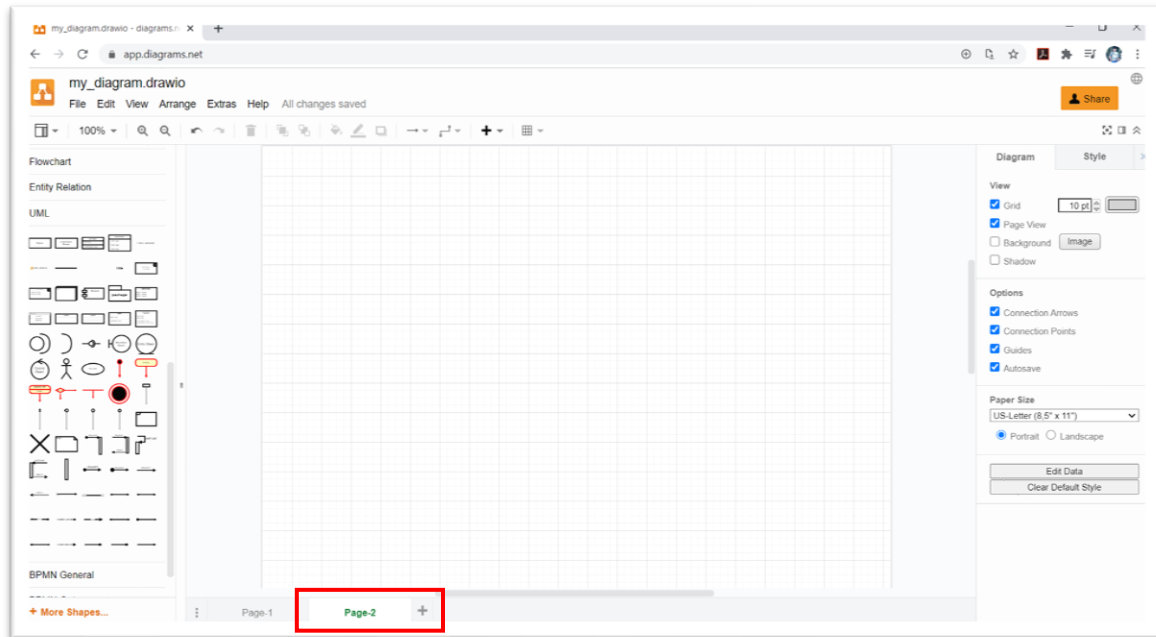 my_diagram.drawio - diagrams.n
app.diagrams.net
my_diagram.drawio
File Edit View Arrange Extras Help All changes saved
Share
100%
Flowchart
Entity Relation
UML
BPMN General
+ More Shapes...
Page-1
Page-2
Diagram Style
View
Grid 10 pt
Page View
Background Image
Shadow
Options
Connection Arrows
Connection Points
Guides
Autosave
Paper Size
US-Letter (8,5" x 11")
Portrait Landscape
Edit Data
Clear Default Style